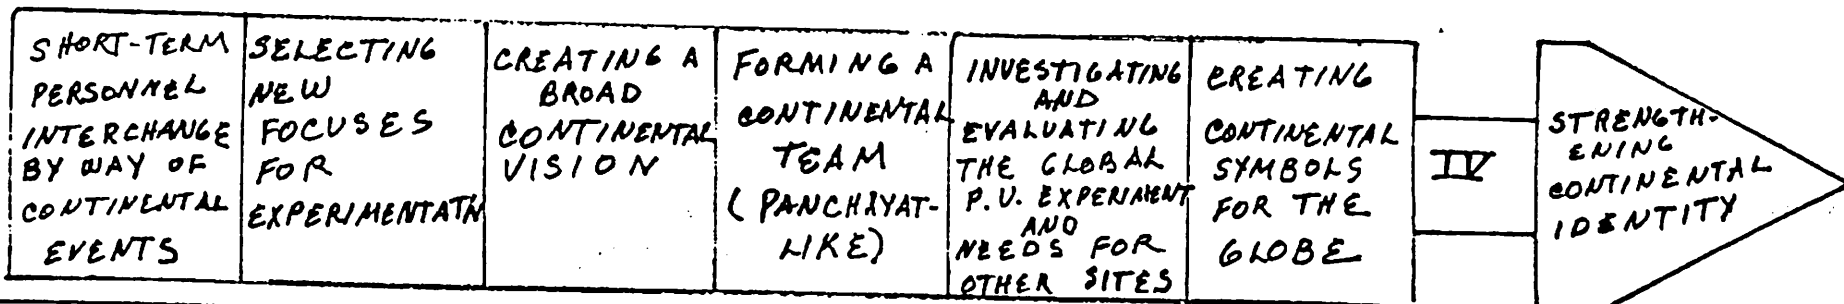 SHORT-TERM
PERSONNEL
INTERCHANGE
BY WAY OF
CONTINENTAL
EVENTS
SELECTING
NEW
FOCUSES
FOR
EXPERIMENTATN
CREATING A
BROAD
CONTINENTAL
VISION
FORMING A
CONTINENTAL
TEAM
(PANCHAYAT-
LIKE)
INVESTIGATING
AND
EVALUATING
THE GLOBAL
P.U. EXPERIMENT
AND
NEEDS FOR
OTHER SITES
CREATING
CONTINENTAL
SYMBOLS
FOR THE
GLOBE
IV
STRENGTH-
ENING
CONTINENTAL
IDENTITY